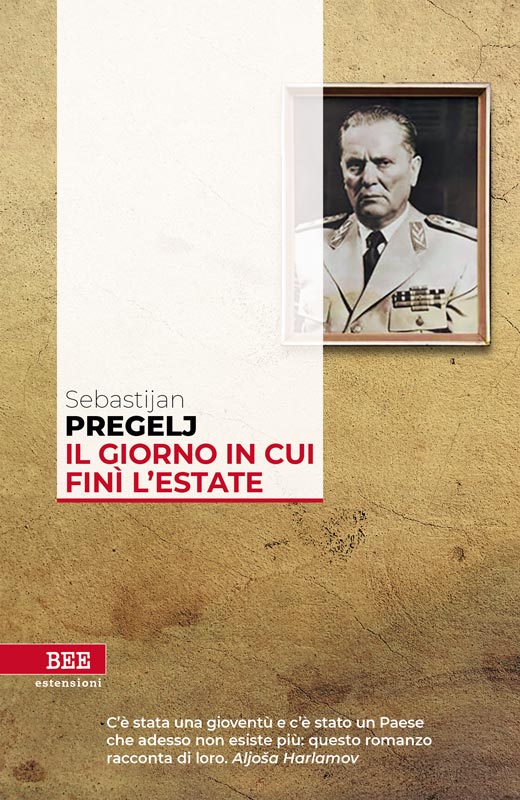 Sebastijan
PREGELJ
IL GIORNO IN CUI
FINÌ L'ESTATE
BEE
estensioni
C'è stata una gioventù e c'è stato un Paese
che adesso non esiste più: questo romanzo
racconta di loro. Aljoša Harlamov